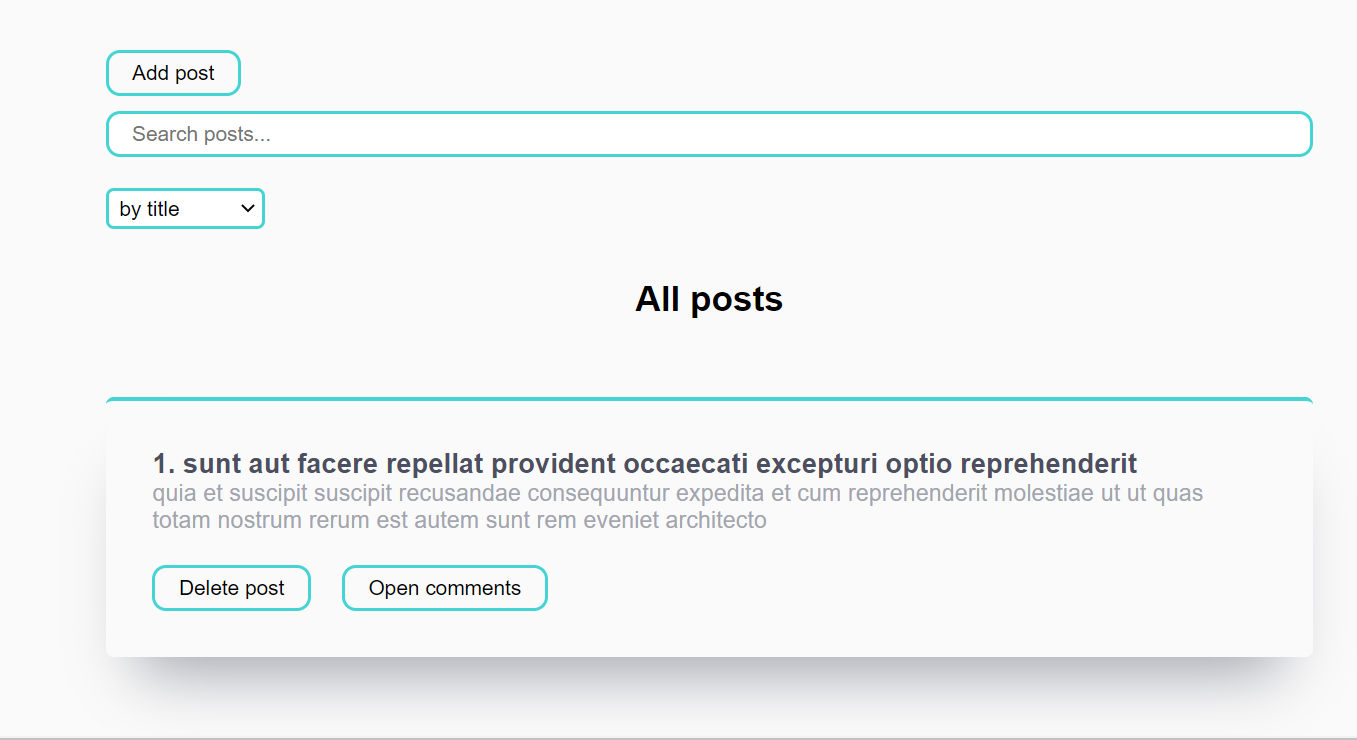 Add post
Search posts...
by title
All posts
1. sunt aut facere repellat provident occaecati excepturi optio reprehenderit
quia et suscipit suscipit recusandae consequuntur expedita et cum reprehenderit molestiae ut ut quas
totam nostrum rerum est autem sunt rem eveniet architecto
Delete post
Open comments